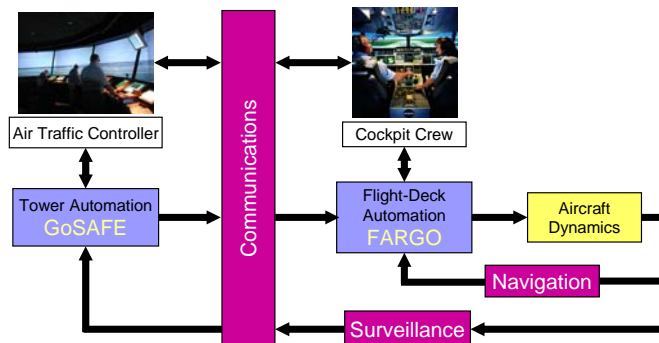 Air Traffic Controller
Cockpit Crew
Communications
Tower Automation
GoSAFE
Flight-Deck
Automation
FARGO
Aircraft
Dynamics
Navigation
Surveillance